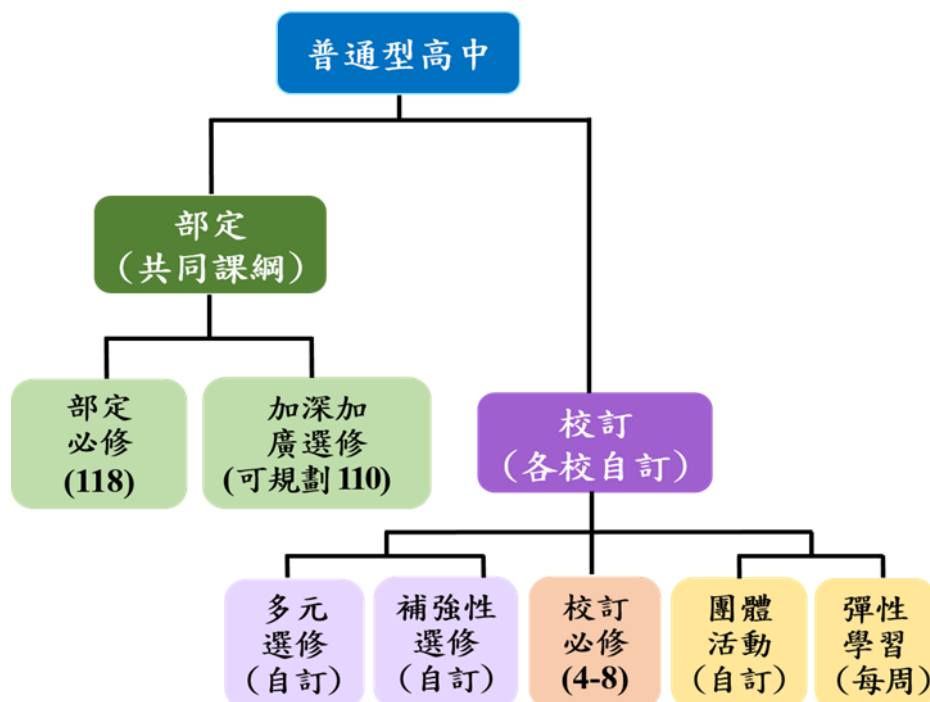 普通型高中
部定
（共同課綱）
部定
必修
(118)
加深加
廣選修
(可規劃110)
校訂
（各校自訂）
多元
選修
（自訂）
補強性
選修
（自訂）
校訂
必修
(4-8)
團體
活動
（自訂）
彈性
學習
（每周）